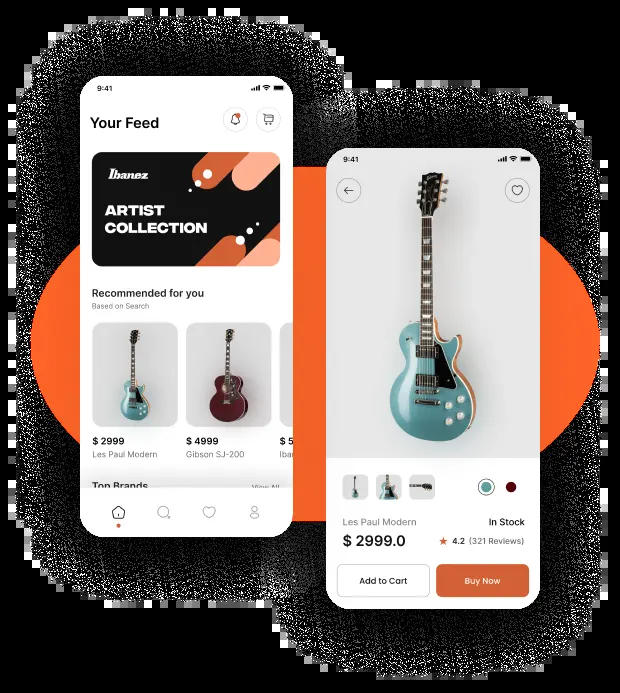 9:41
Your Feed
Ibanez
ARTIST
COLLECTION
Recommended for you
Based on Search
$ 2999
Les Paul Modern
$ 4999
Gibson SJ-200
$ 5
Iba
Top Brands
View All
9:41
Les Paul Modern
In Stock
$ 2999.0
4.2 (321 Reviews)
Add to Cart
Buy Now